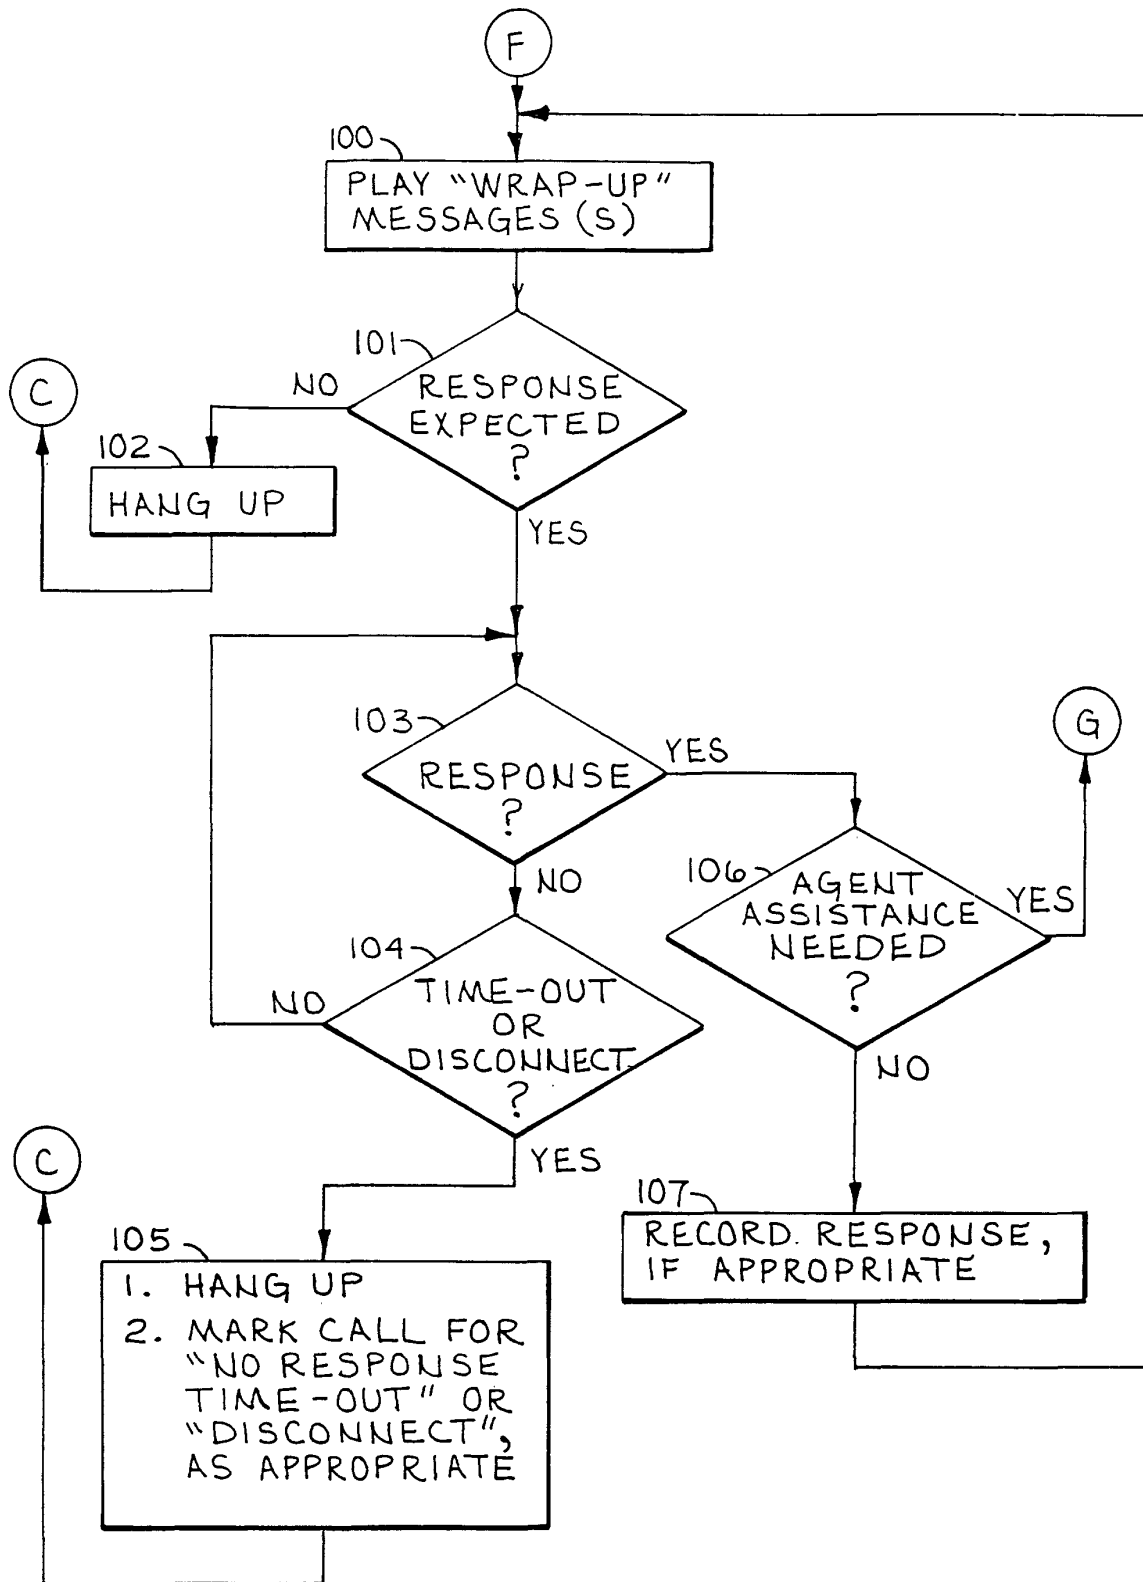 F
100
PLAY "WRAP-UP"
MESSAGES (S)
101
RESPONSE
EXPECTED
?
NO
YES
C
102
HANG UP
103
RESPONSE
?
YES
NO
G
104
TIME-OUT
OR
DISCONNECT
?
NO
YES
106
AGENT
ASSISTANCE
NEEDED
?
YES
NO
C
105
1. HANG UP
2. MARK CALL FOR
"NO RESPONSE
TIME-OUT" OR
"DISCONNECT",
AS APPROPRIATE
107
RECORD RESPONSE,
IF APPROPRIATE